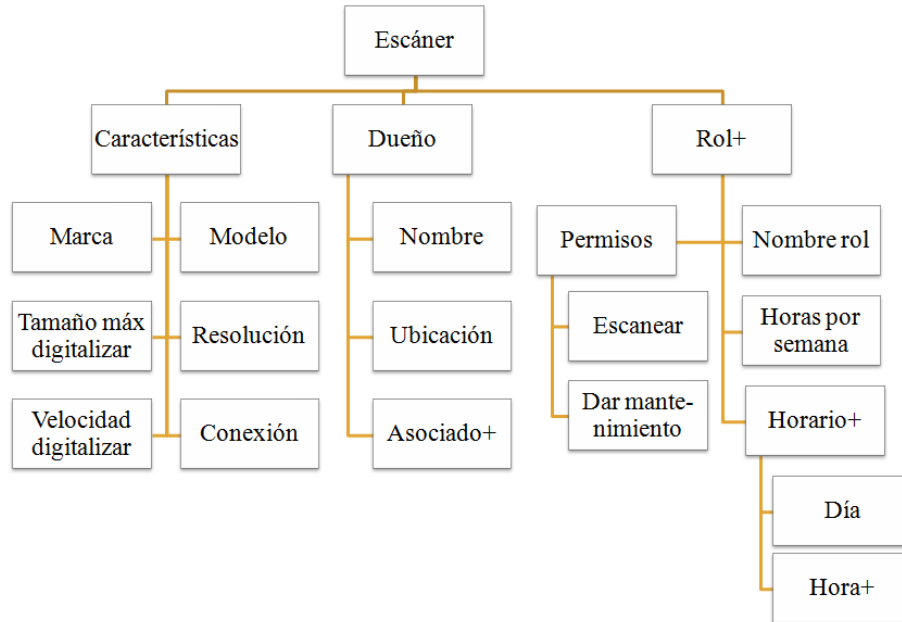 Escáner
Característícas
Dueño
Rol+
Marca
Modelo
Nombre
Permisos
Nombre rol
Tamaño máx
digitalizar
Resolución
Ubicación
Escanear
Horas por
semana
Velocidad
digitalizar
Conexión
Asociado+
Dar mante-
nimiento
Horario+
Día
Hora+